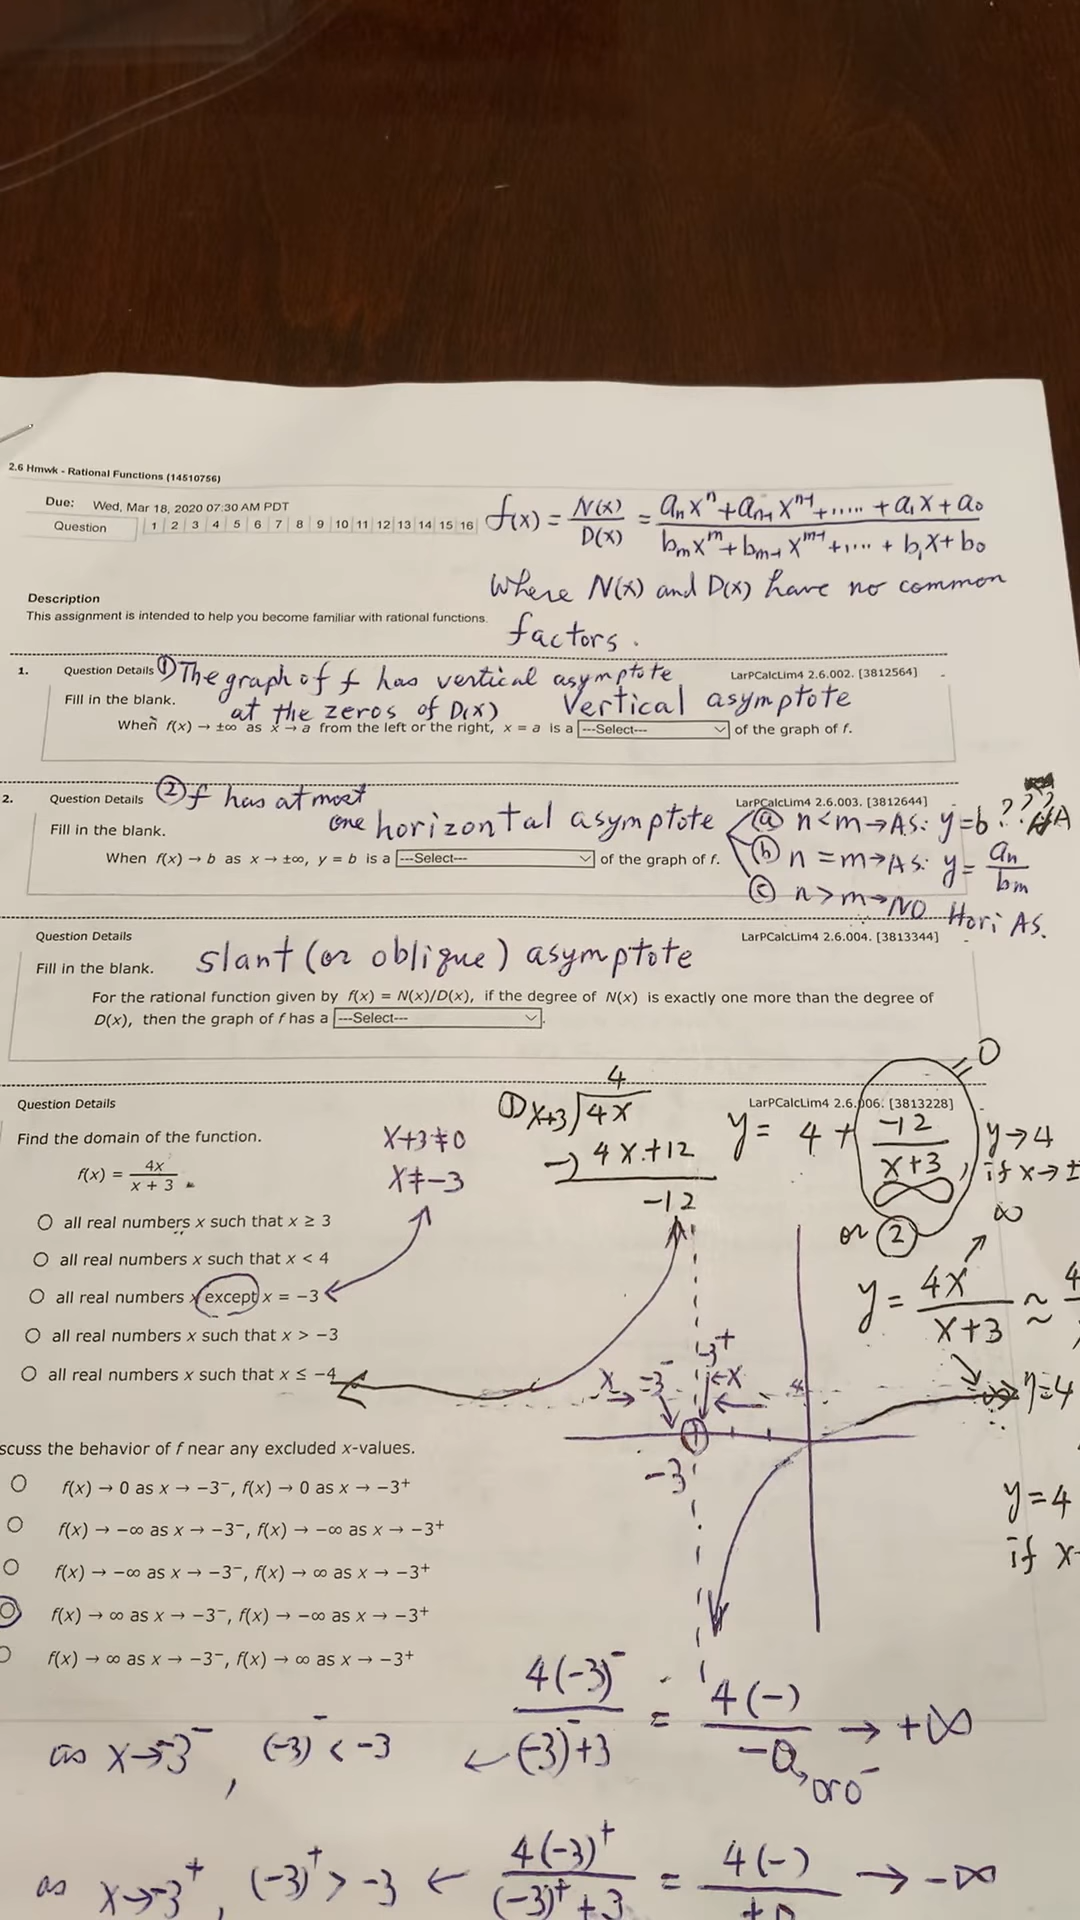 2.6 Hmwk - Rational Functions (14510756)
Due: Wed, Mar 18, 2020 07:30 AM PDT
Question 1 2 3 4 5 6 7 8 9 10 11 12 13 14 15 16
f(x) = N(x)/D(x) = (aₙxⁿ + aₙ₋₁xⁿ⁻¹ + ..... + a₁x + a₀)/(bₘxᵐ + bₘ₋₁xᵐ⁻¹ + .... + b₁x + b₀)
where N(x) and D(x) have no common
factors.
Description
This assignment is intended to help you become familiar with rational functions.
1. Question Details
LarPCalcLim4 2.6.002. [3812564]
① The graph of f has vertical asymptote
at the zeros of D(x)
Fill in the blank.
Vertical asymptote
When f(x) → ±∞ as x → a from the left or the right, x = a is a ---Select--- of the graph of f.
2. Question Details
LarPCalcLim4 2.6.003. [3812644]
② f has at most
one horizontal asymptote
Fill in the blank.
When f(x) → b as x → ±∞, y = b is a ---Select--- of the graph of f.
ⓐ n < m → AS: y = b ???
ⓑ n = m → AS: y = aₙ/bₘ
ⓒ n > m → NO Hori AS.
Question Details
LarPCalcLim4 2.6.004. [3813344]
Fill in the blank.
slant (or oblique) asymptote
For the rational function given by f(x) = N(x)/D(x), if the degree of N(x) is exactly one more than the degree of
D(x), then the graph of f has a ---Select--- .
Question Details
LarPCalcLim4 2.6.006. [3813228]
Find the domain of the function.
f(x) = 4x/(x + 3)
x+3 ≠ 0
x ≠ -3
4
① x+3 ) 4x
-) 4x+12
-12
y = 4 + -12/(x+3)
= 0
∞
, y → 4
if x → ±
∞
or ②
y = 4x/(x+3) ≈ 4
all real numbers x such that x ≥ 3
all real numbers x such that x < 4
all real numbers x except x = −3
all real numbers x such that x > −3
all real numbers x such that x ≤ −4
x → -3⁻
-3⁺ ← x
4
y = 4
-3
y = 4
if x
scuss the behavior of f near any excluded x-values.
f(x) → 0 as x → −3⁻, f(x) → 0 as x → −3⁺
f(x) → −∞ as x → −3⁻, f(x) → −∞ as x → −3⁺
f(x) → −∞ as x → −3⁻, f(x) → ∞ as x → −3⁺
f(x) → ∞ as x → −3⁻, f(x) → −∞ as x → −3⁺
f(x) → ∞ as x → −3⁻, f(x) → ∞ as x → −3⁺
as x → -3⁻, (-3)⁻ < -3 ← 4(-3)⁻/((-3)⁻+3) = 4(-)/-0 → +∞
or 0⁻
as x → -3⁺, (-3)⁺ > -3 ← 4(-3)⁺/((-3)⁺+3) = 4(-)/+0 → -∞